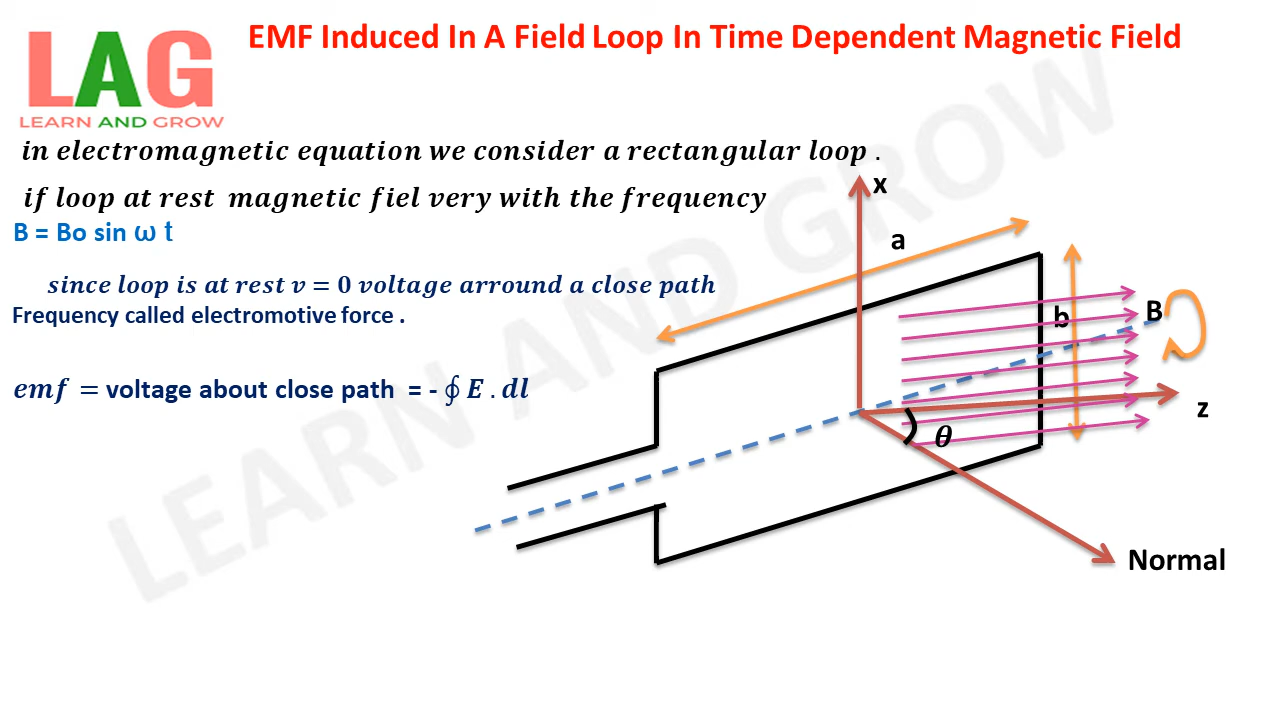 EMF Induced In A Field Loop In Time Dependent Magnetic Field
LAG
LEARN AND GROW
in electromagnetic equation we consider a rectangular loop .
if loop at rest magnetic fiel very with the frequency
B = Bo sin ω t
since loop is at rest v = 0 voltage arround a close path
Frequency called electromotive force .
emf = voltage about close path = - ∮ E . dl
x
a
b
B
z
θ
Normal
LEARN AND GROW